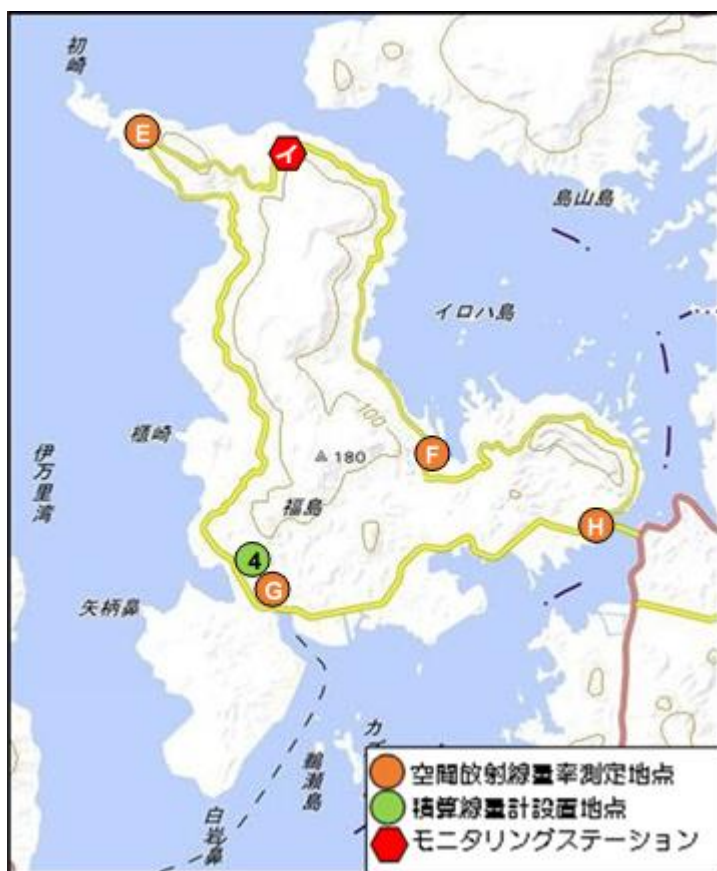 初崎
E
イ
島山島
イロハ島
100
櫃崎
F
180
伊万里湾
福島
H
4
G
矢柄鼻
鵜瀬島
白岩鼻
空間放射線量率測定地点
積算線量計設置地点
モニタリングステーション